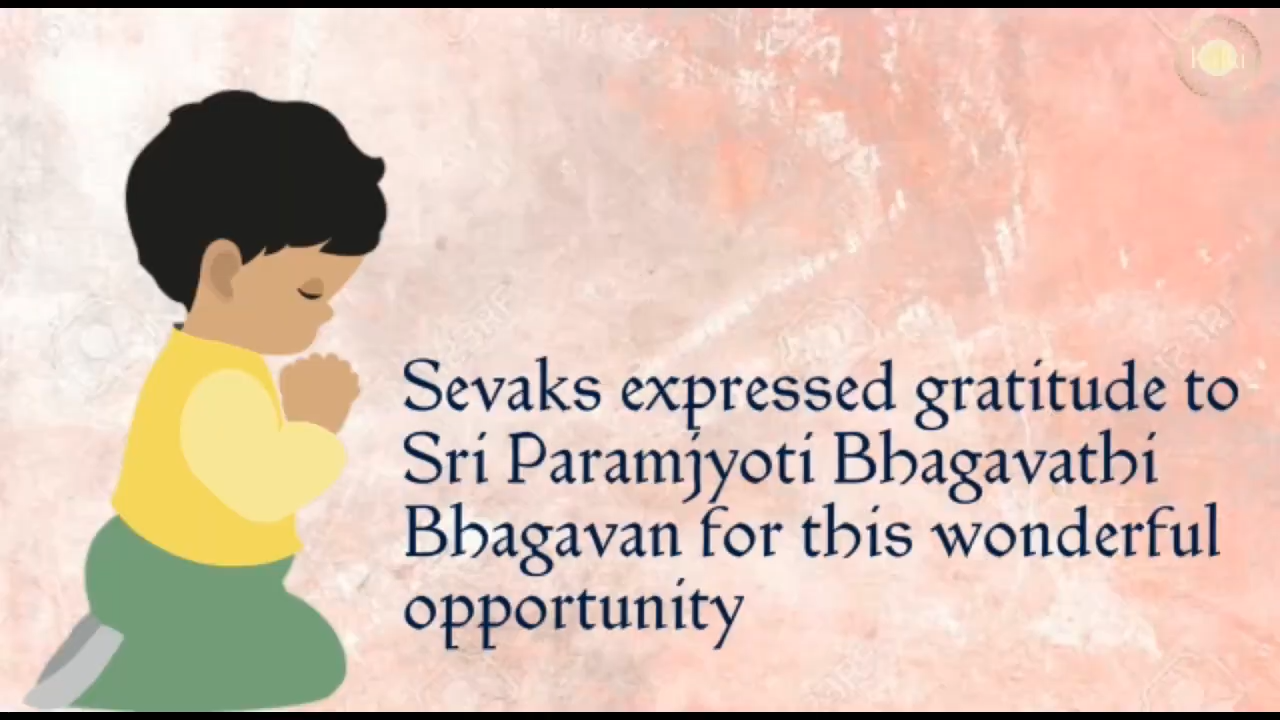 Sevaks expressed gratitude to
Sri Paramjyoti Bhagavathi
Bhagavan for this wonderful
opportunity